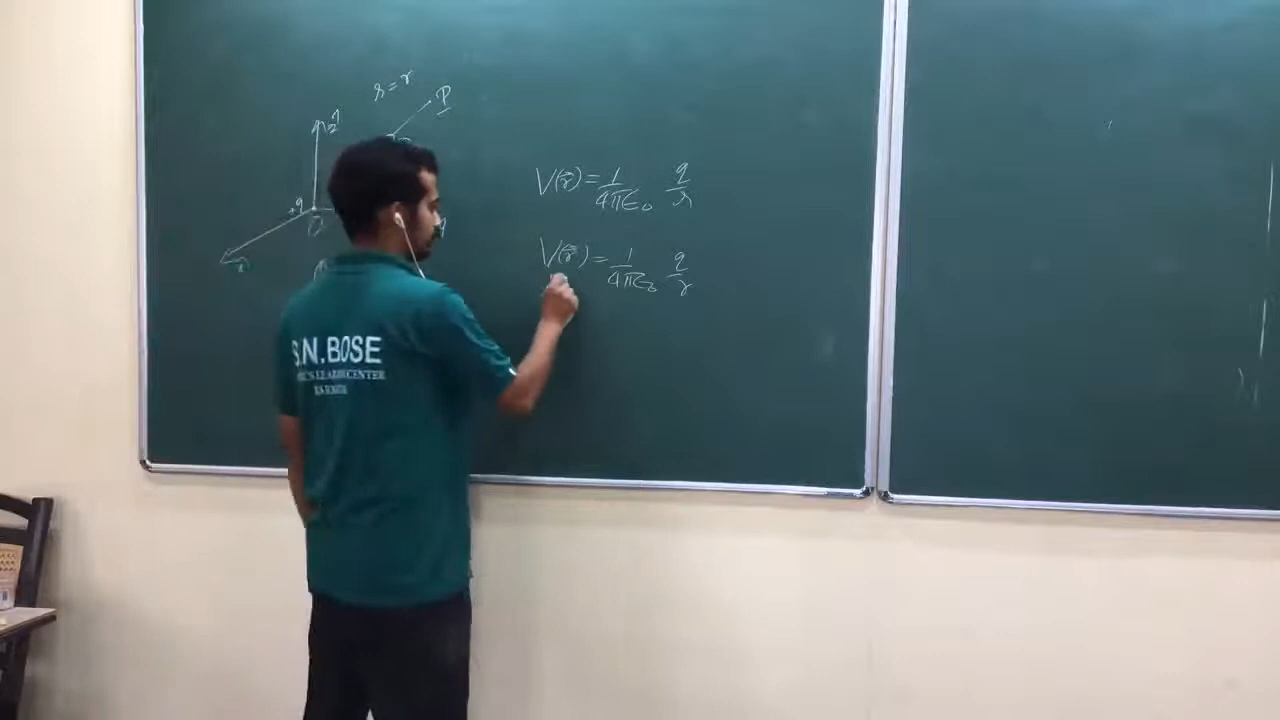 𝓇 = r
P
ẑ
+q
O
x̂
V(r⃗) = 1/4πϵ₀ q/𝓇
V(r⃗) = 1/4πϵ₀ q/r
S.N.BOSE